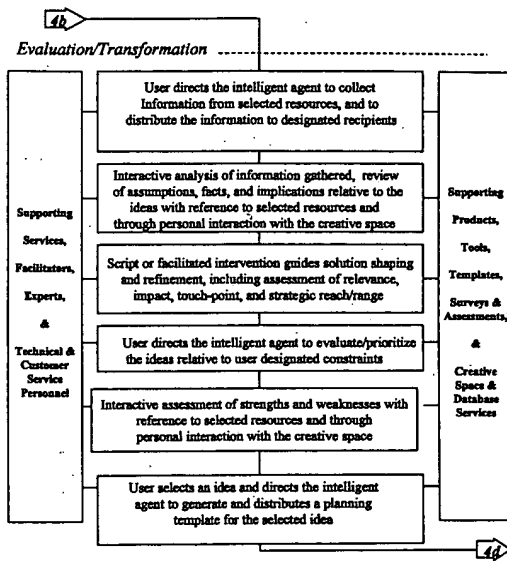 4b
Evaluation/Transformation
User directs the intelligent agent to collect
Information from selected resources, and to
distribute the information to designated recipients
Interactive analysis of information gathered, review
of assumptions, facts, and implications relative to the
ideas with reference to selected resources and
through personal interaction with the creative space
Script or facilitated intervention guides solution shaping
and refinement, including assessment of relevance,
impact, touch-point, and strategic reach/range
User directs the intelligent agent to evaluate/prioritize
the ideas relative to user designated constraints
Interactive assessment of strengths and weaknesses with
reference to selected resources and through
personal interaction with the creative space
User selects an idea and directs the intelligent
agent to generate and distributes a planning
template for the selected idea
Supporting
Services,
Facilitators,
Experts,
&
Technical &
Customer
Service
Personnel
Supporting
Products,
Tools,
Templates,
Surveys &
Assessments,
&
Creative
Space &
Database
Services
4d